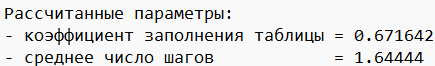 Рассчитанные параметры:
- коэффициент заполнения таблицы = 0.671642
- среднее число шагов = 1.64444